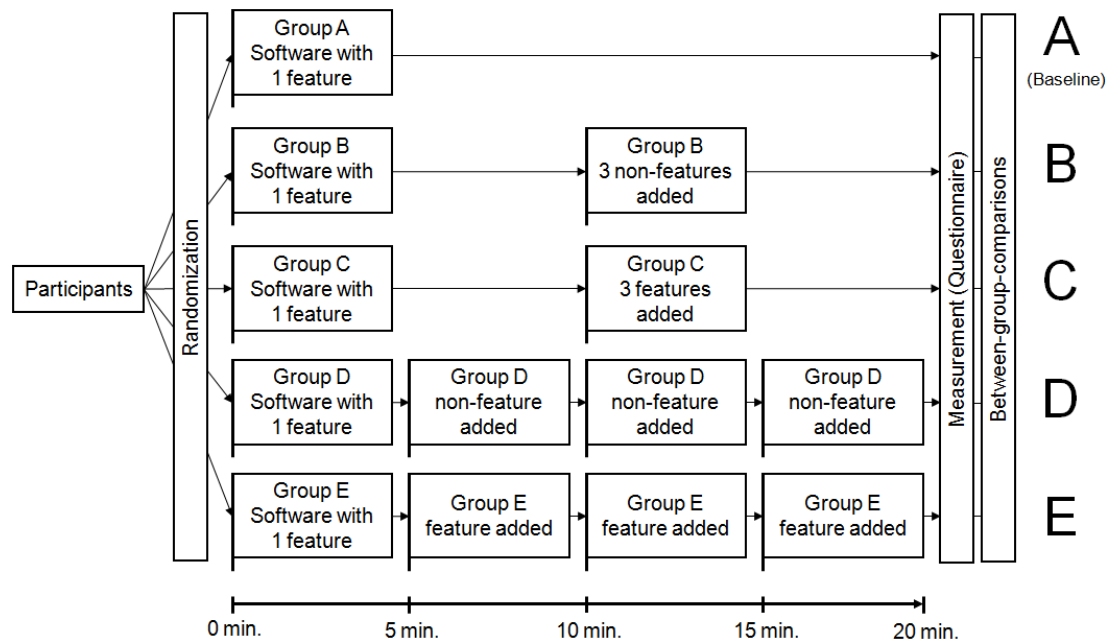 Participants
Randomization
Group A
Software with
1 feature
A
(Baseline)
Group B
Software with
1 feature
Group B
3 non-features
added
B
Group C
Software with
1 feature
Group C
3 features
added
C
Group D
Software with
1 feature
Group D
non-feature
added
Group D
non-feature
added
Group D
non-feature
added
D
Group E
Software with
1 feature
Group E
feature added
Group E
feature added
Group E
feature added
E
Measurement (Questionnaire)
Between-group-comparisons
0 min.
5 min.
10 min.
15 min.
20 min.